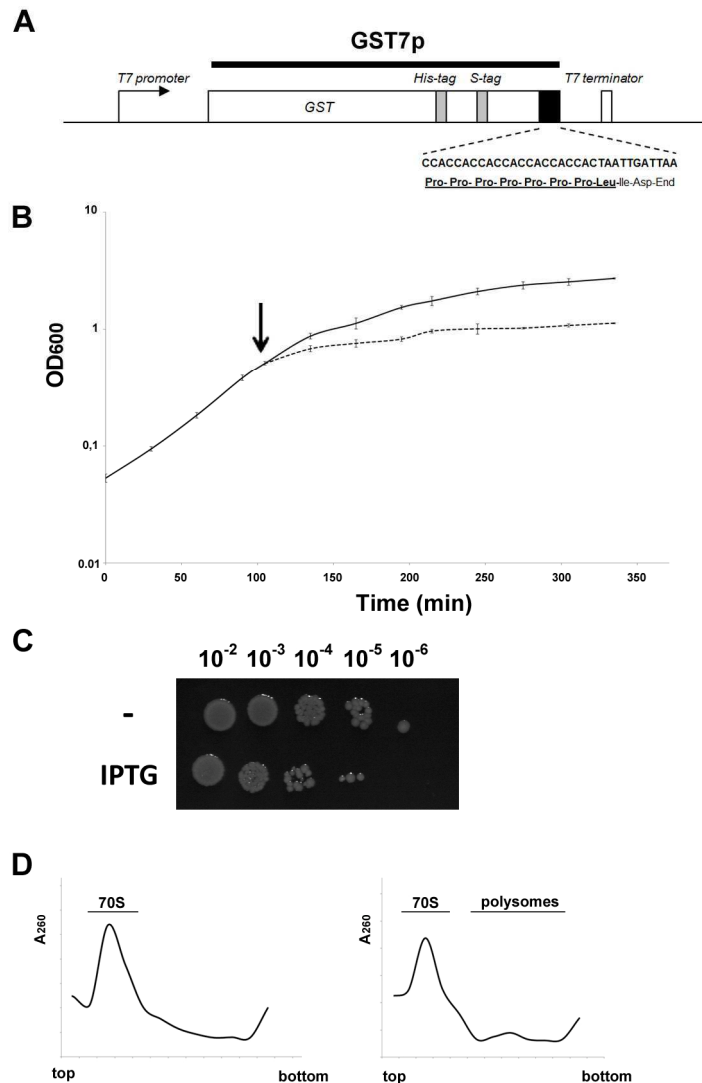 A
GST7p
T7 promoter
His-tag
S-tag
T7 terminator
GST
CCACCACCACCACCACCACCACTAATTGATTAA
Pro- Pro- Pro- Pro- Pro- Pro- Pro-Leu-Ile-Asp-End
B
10
1
0,1
0.01
OD600
0
50
100
150
200
250
300
350
Time (min)
C
10-2 10-3 10-4 10-5 10-6
-
IPTG
D
70S
A260
top
bottom
70S
polysomes
A260
top
bottom